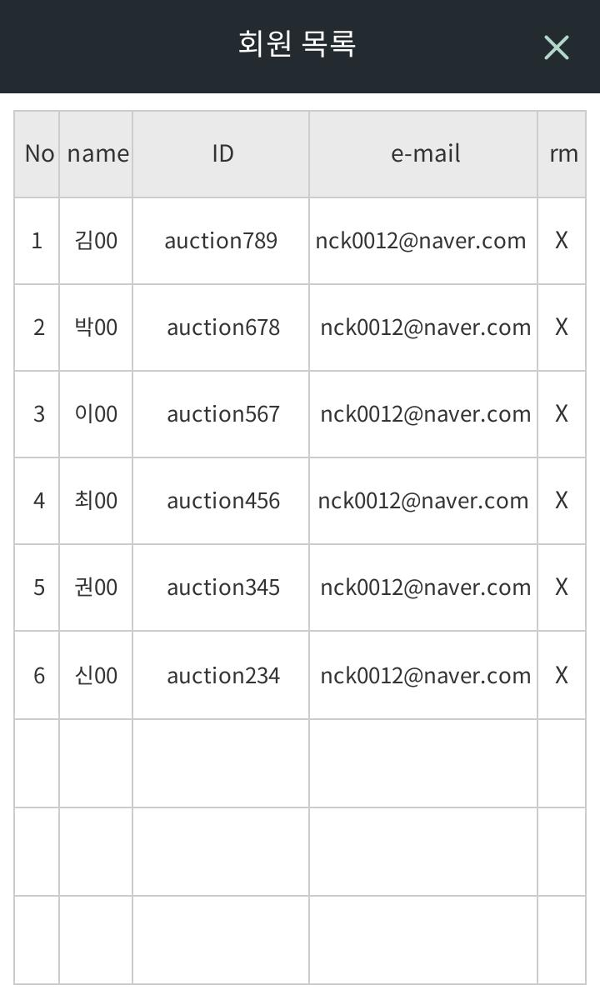 회원 목록
No name ID e-mail rm
1 김00 auction789 nck0012@naver.com X
2 박00 auction678 nck0012@naver.com X
3 이00 auction567 nck0012@naver.com X
4 최00 auction456 nck0012@naver.com X
5 권00 auction345 nck0012@naver.com X
6 신00 auction234 nck0012@naver.com X